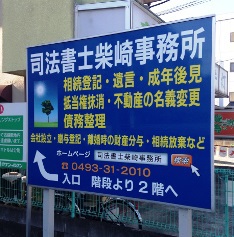 司法書士柴崎事務所
相続登記・遺言・成年後見
抵当権抹消・不動産の名義変更
債務整理
会社設立・贈与登記・離婚時の財産分与・相続放棄など
ホームページ 司法書士柴崎事務所 検索
0493-31-2010
入口 階段より2階へ